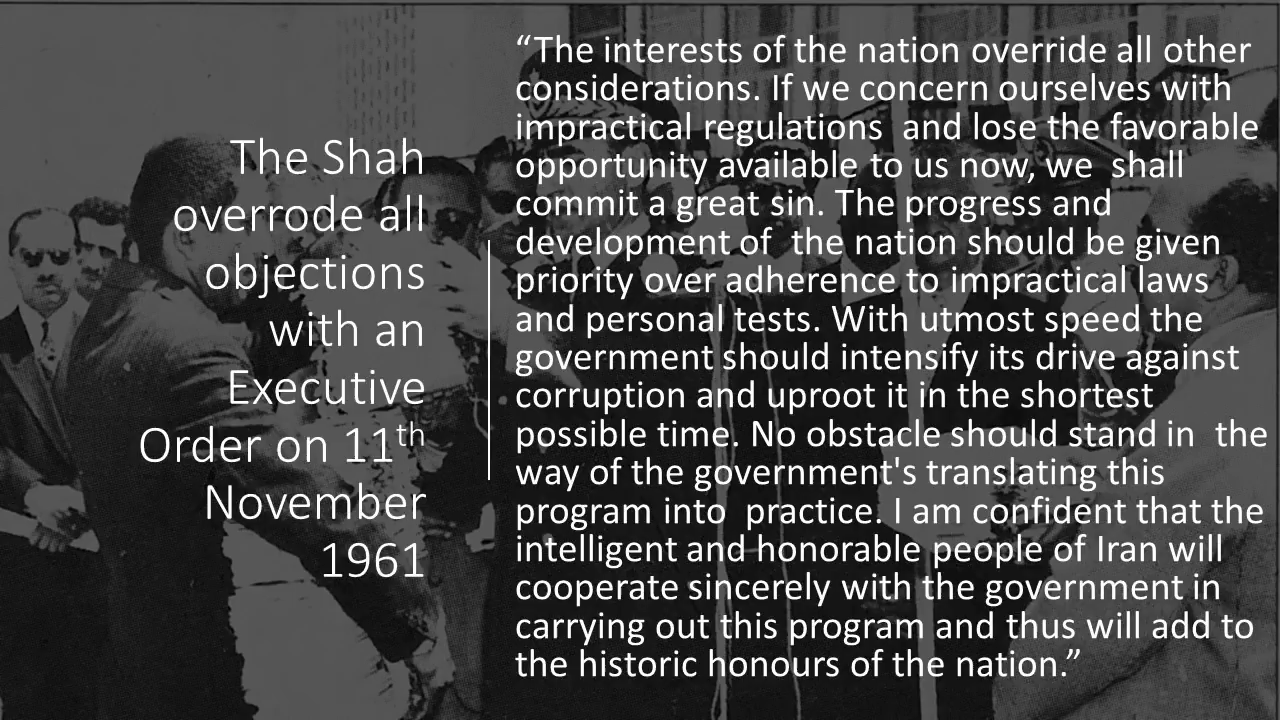 The Shah
overrode all
objections
with an
Executive
Order on 11th
November
1961
“The interests of the nation override all other
considerations. If we concern ourselves with
impractical regulations  and lose the favorable
opportunity available to us now, we  shall
commit a great sin. The progress and
development of  the nation should be given
priority over adherence to impractical laws
and personal tests. With utmost speed the
government should intensify its drive against
corruption and uproot it in the shortest
possible time. No obstacle should stand in  the
way of the government's translating this
program into  practice. I am confident that the
intelligent and honorable people of Iran will
cooperate sincerely with the government in
carrying out this program and thus will add to
the historic honours of the nation.”